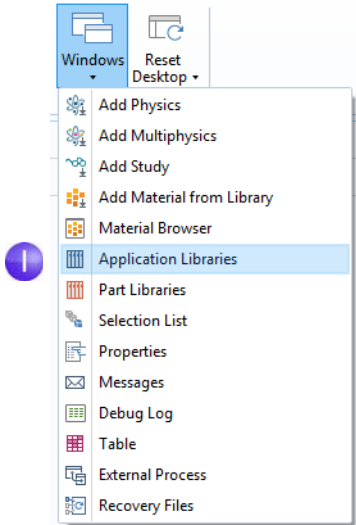 Windows
Reset
Desktop
Add Physics
Add Multiphysics
Add Study
Add Material from Library
Material Browser
1
Application Libraries
Part Libraries
Selection List
Properties
Messages
Debug Log
Table
External Process
Recovery Files